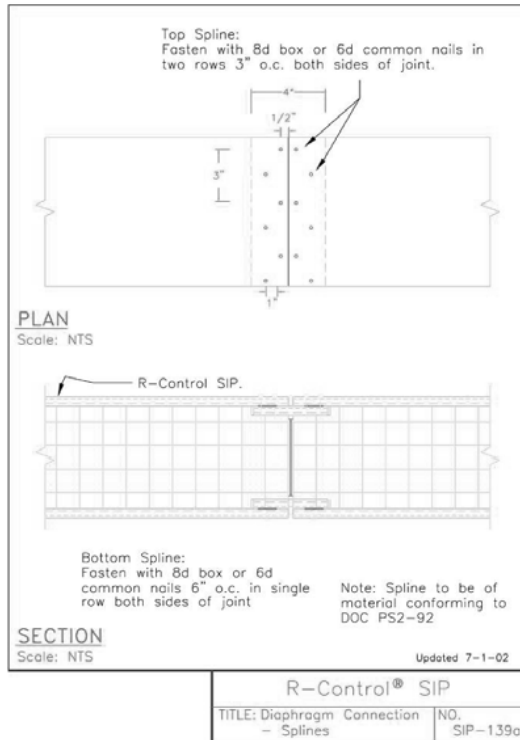 Top Spline:
Fasten with 8d box or 6d common nails in
two rows 3" o.c. both sides of joint.
4"
1/2"
3"
1"
PLAN
Scale: NTS
R-Control SIP.
Bottom Spline:
Fasten with 8d box or 6d
common nails 6" o.c. in single
row both sides of joint
Note: Spline to be of
material conforming to
DOC PS2-92
SECTION
Scale: NTS
Updated 7-1-02
R-Control® SIP
TITLE: Diaphragm Connection
- Splines
NO.
SIP-139a